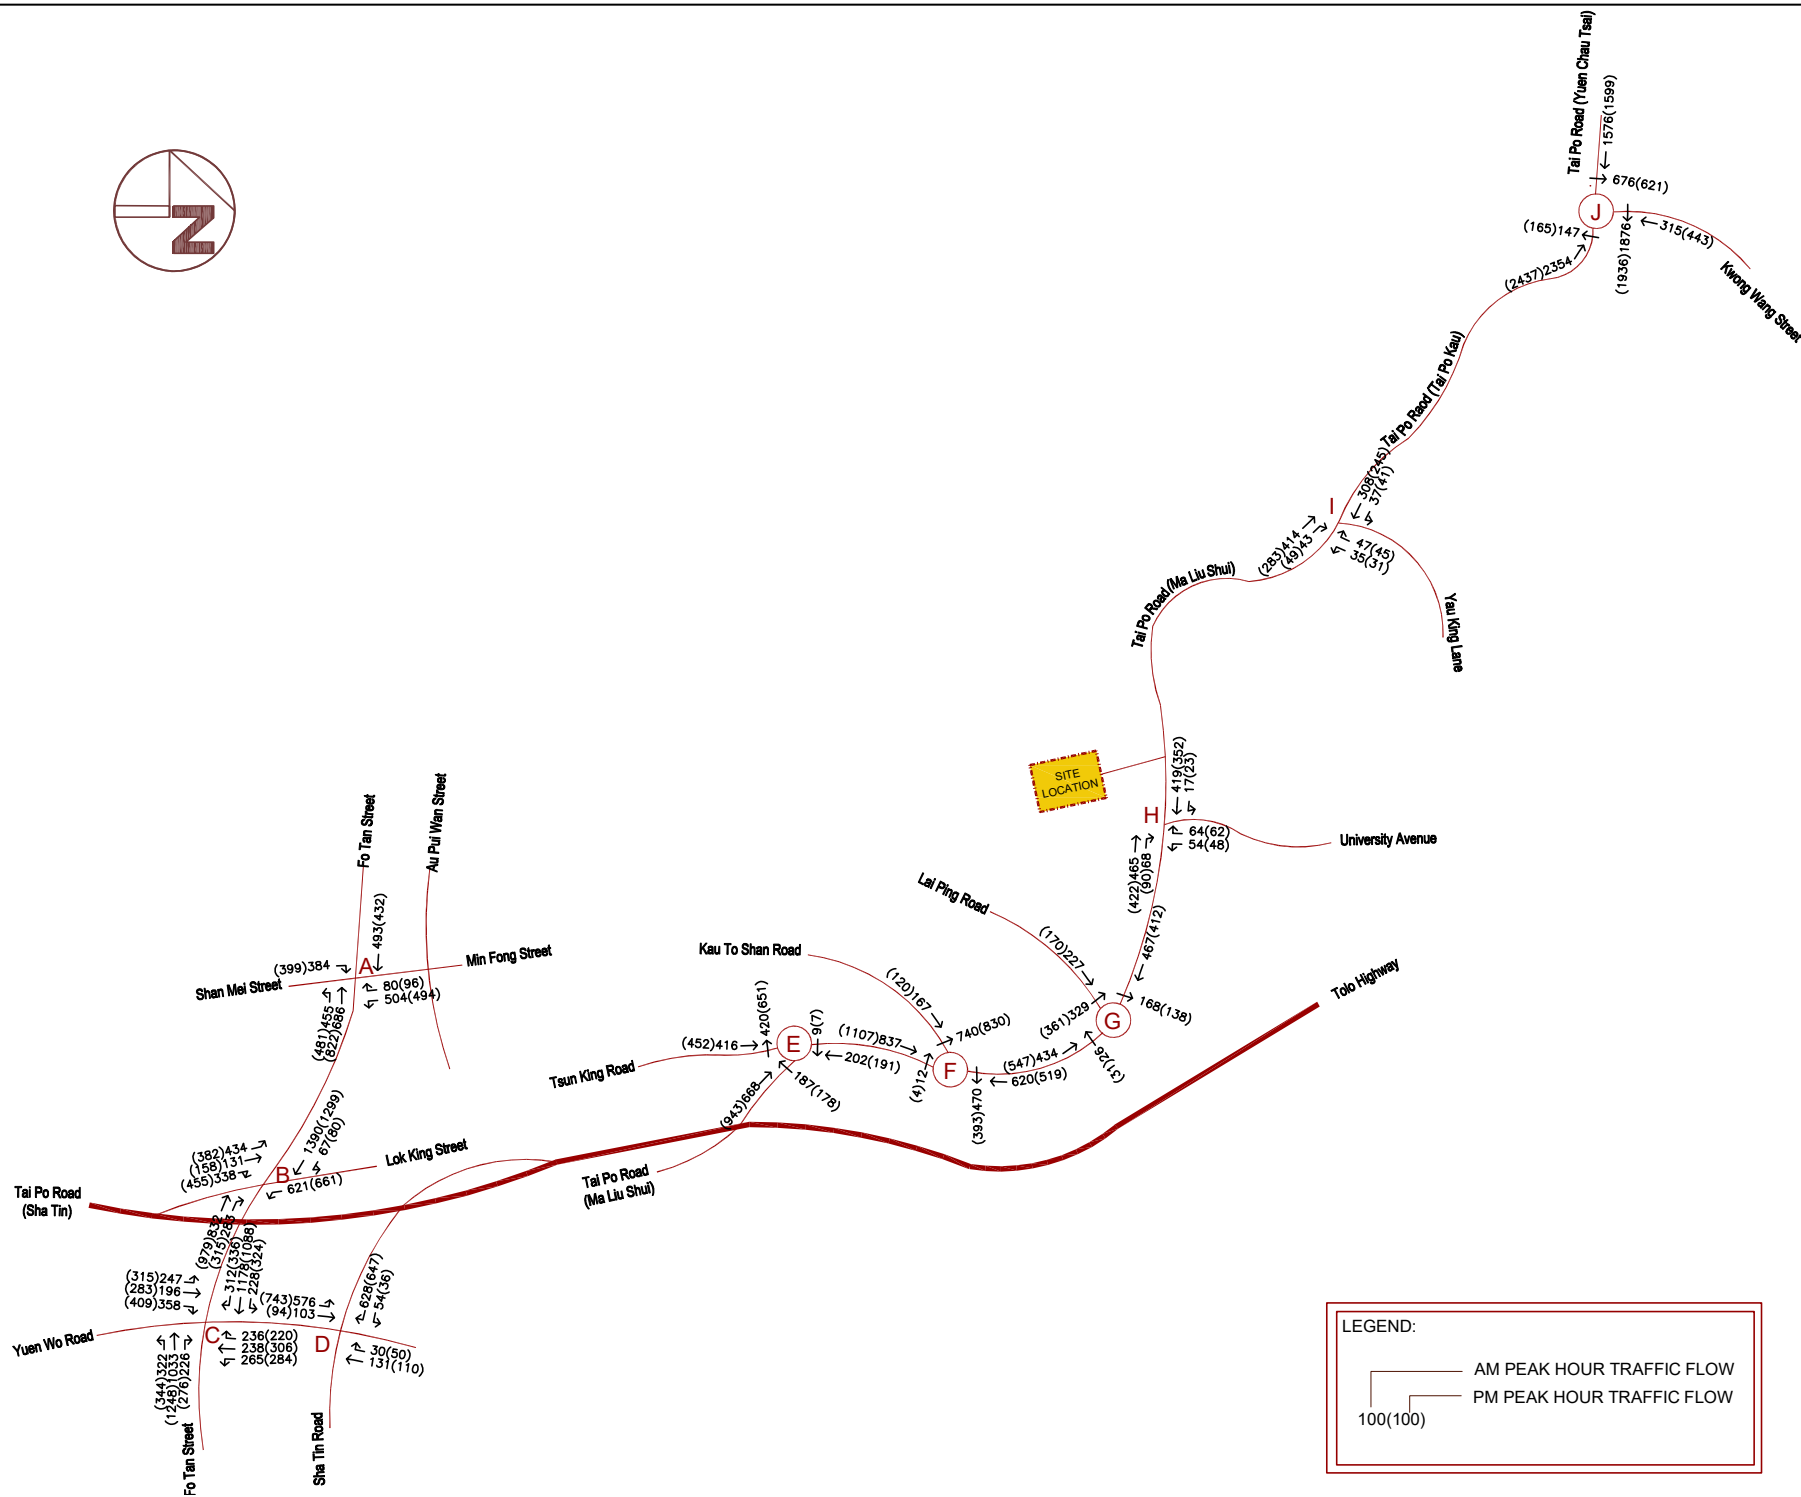 Tai Po Road (Yuen Chau Tsai)
1576(1599)
676(621)
J
(165)147
(1936)1876
315(443)
(2437)2354
Kwong Wang Street
Tai Po Raod (Tai Po Kau)
308(245)
37(41)
I
(283)414
(49)43
47(45)
35(31)
Yau King Lane
Tai Po Road (Ma Liu Shui)
SITE
LOCATION
419(352)
17(23)
H
64(62)
54(48)
University Avenue
(422)465
(90)68
Lai Ping Road
(170)227
467(412)
Kau To Shan Road
(120)167
Tolo Highway
168(138)
(361)329
G
26(31)
740(830)
(547)434
620(519)
F
(4)12
(393)470
(1107)837
202(191)
9(7)
E
420(651)
(452)416
Tsun King Road
187(178)
(943)668
Tai Po Road
(Ma Liu Shui)
Fo Tan Street
Au Pui Wan Street
493(432)
(399)384
A
Min Fong Street
Shan Mei Street
80(96)
504(494)
(481)455
(822)686
1390(1299)
67(80)
(382)434
(158)131
(455)338
B
Lok King Street
621(661)
Tai Po Road
(Sha Tin)
(979)832
(315)283
312(336)
1178(1088)
228(324)
(315)247
(283)196
(409)358
(743)576
(94)103
628(647)
54(36)
Yuen Wo Road
C
236(220)
238(306)
265(284)
D
30(50)
131(110)
(344)322
(1248)1033
(276)226
Fo Tan Street
Sha Tin Road
N
LEGEND:
AM PEAK HOUR TRAFFIC FLOW
PM PEAK HOUR TRAFFIC FLOW
100(100)